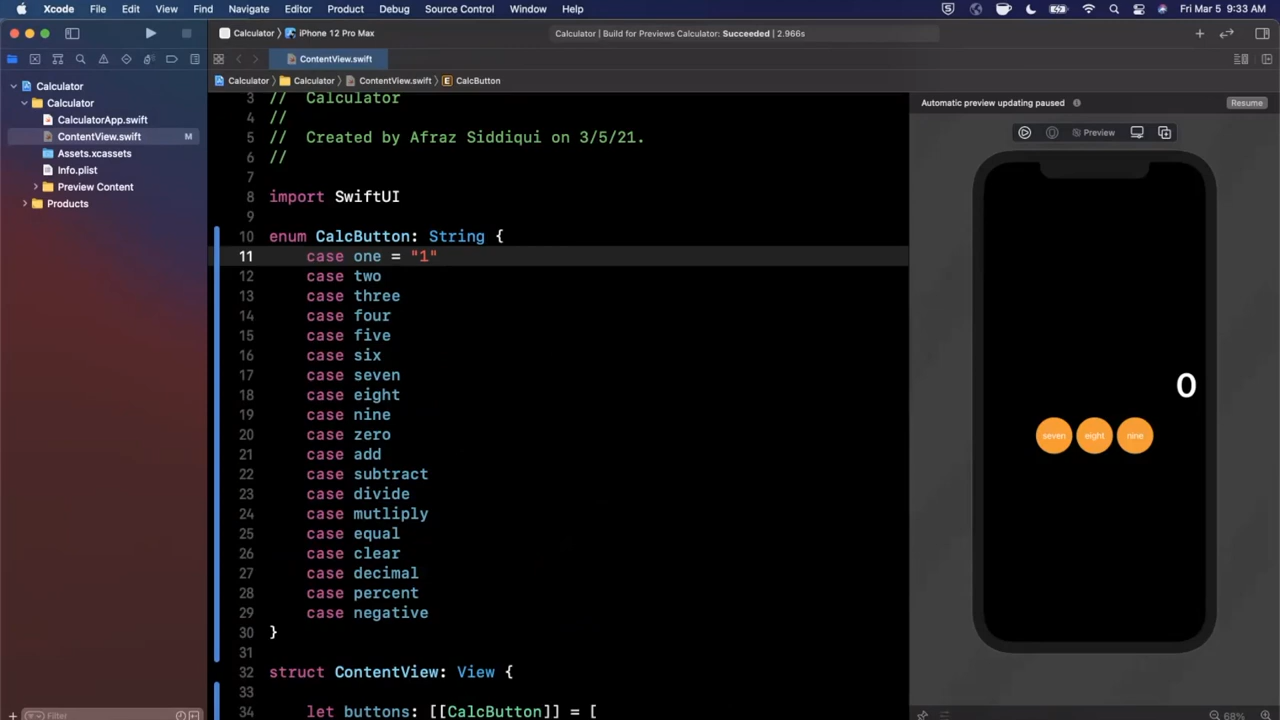 Xcode File Edit View Find Navigate Editor Product Debug Source Control Window Help Fri Mar 5 9:33 AM
Calculator › iPhone 12 Pro Max Calculator | Build for Previews Calculator: Succeeded | 2.966s
ContentView.swift
Calculator › Calculator › ContentView.swift › E CalcButton
Calculator
Calculator
CalculatorApp.swift
ContentView.swift M
Assets.xcassets
Info.plist
Preview Content
Products
Filter
3 // Calculator
4 //
5 // Created by Afraz Siddiqui on 3/5/21.
6 //
7
8 import SwiftUI
9
10 enum CalcButton: String {
11 case one = "1"
12 case two
13 case three
14 case four
15 case five
16 case six
17 case seven
18 case eight
19 case nine
20 case zero
21 case add
22 case subtract
23 case divide
24 case mutliply
25 case equal
26 case clear
27 case decimal
28 case percent
29 case negative
30 }
31
32 struct ContentView: View {
33
34 let buttons: [[CalcButton]] = [
Automatic preview updating paused Resume
Preview
0
seven eight nine
68%